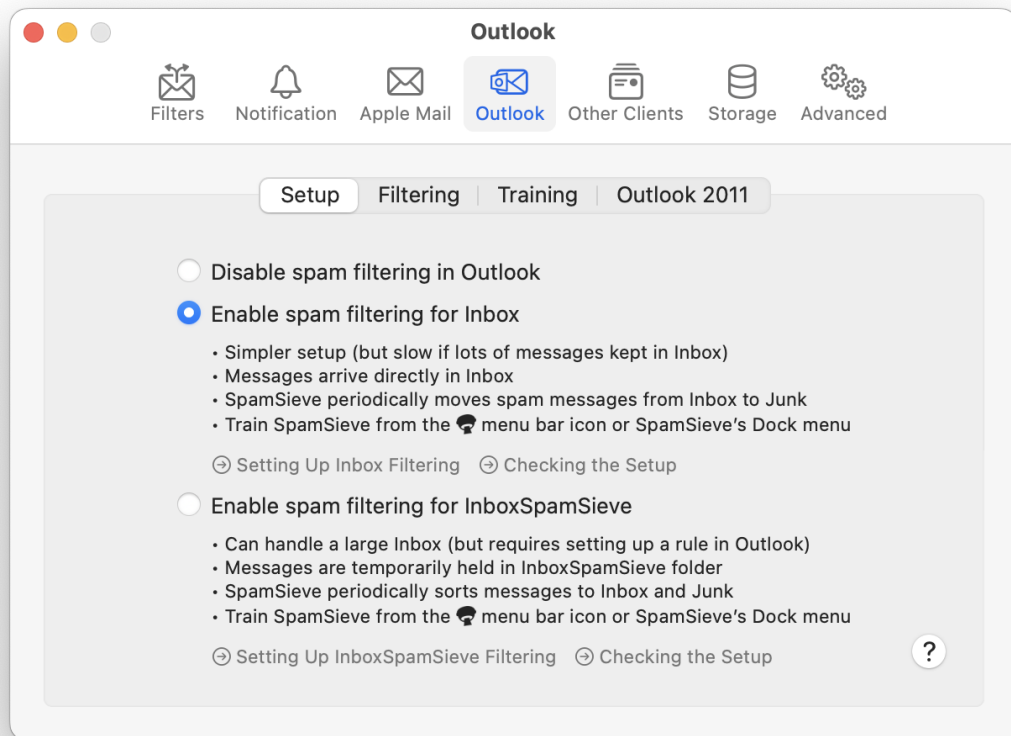 Outlook
Filters Notification Apple Mail Outlook Other Clients Storage Advanced
Setup Filtering Training Outlook 2011
Disable spam filtering in Outlook
Enable spam filtering for Inbox
• Simpler setup (but slow if lots of messages kept in Inbox)
• Messages arrive directly in Inbox
• SpamSieve periodically moves spam messages from Inbox to Junk
• Train SpamSieve from the menu bar icon or SpamSieve’s Dock menu
Setting Up Inbox Filtering Checking the Setup
Enable spam filtering for InboxSpamSieve
• Can handle a large Inbox (but requires setting up a rule in Outlook)
• Messages are temporarily held in InboxSpamSieve folder
• SpamSieve periodically sorts messages to Inbox and Junk
• Train SpamSieve from the menu bar icon or SpamSieve’s Dock menu
Setting Up InboxSpamSieve Filtering Checking the Setup
?